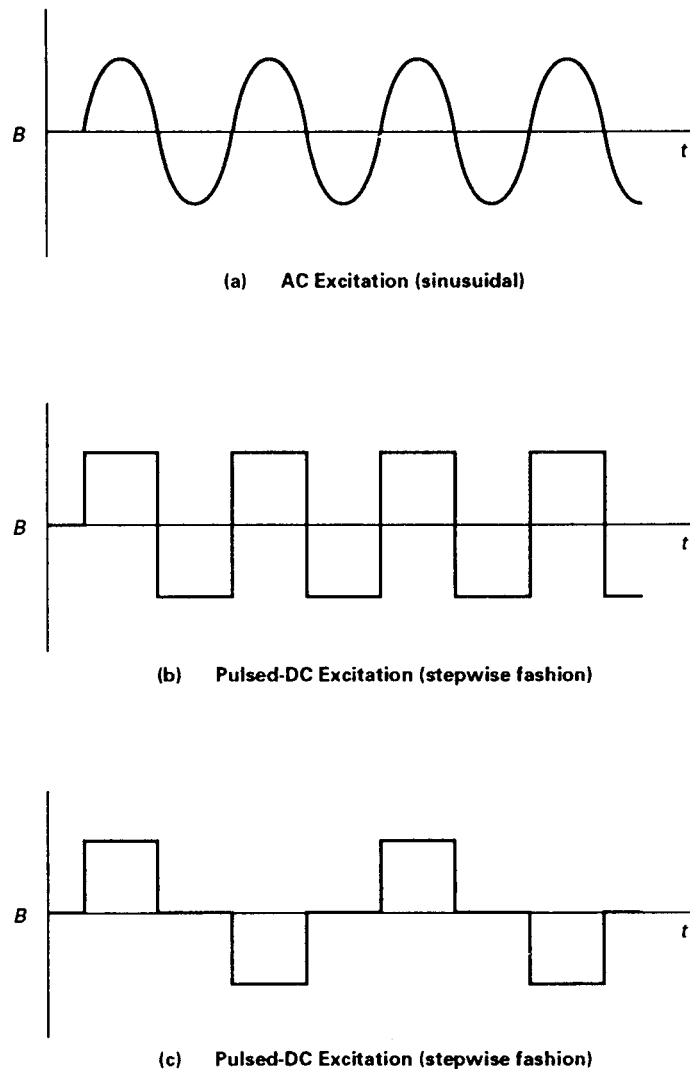 B
t
(a) AC Excitation (sinusuidal)
B
t
(b) Pulsed-DC Excitation (stepwise fashion)
B
t
(c) Pulsed-DC Excitation (stepwise fashion)